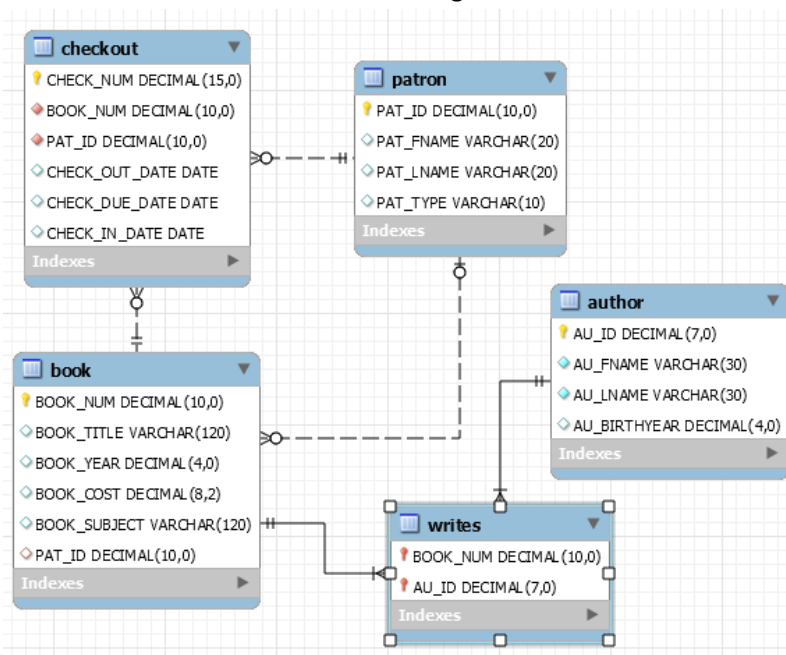 checkout
CHECK_NUM DECIMAL(15,0)
BOOK_NUM DECIMAL(10,0)
PAT_ID DECIMAL(10,0)
CHECK_OUT_DATE DATE
CHECK_DUE_DATE DATE
CHECK_IN_DATE DATE
Indexes
patron
PAT_ID DECIMAL(10,0)
PAT_FNAME VARCHAR(20)
PAT_LNAME VARCHAR(20)
PAT_TYPE VARCHAR(10)
Indexes
author
AU_ID DECIMAL(7,0)
AU_FNAME VARCHAR(30)
AU_LNAME VARCHAR(30)
AU_BIRTHYEAR DECIMAL(4,0)
Indexes
book
BOOK_NUM DECIMAL(10,0)
BOOK_TITLE VARCHAR(120)
BOOK_YEAR DECIMAL(4,0)
BOOK_COST DECIMAL(8,2)
BOOK_SUBJECT VARCHAR(120)
PAT_ID DECIMAL(10,0)
Indexes
writes
BOOK_NUM DECIMAL(10,0)
AU_ID DECIMAL(7,0)
Indexes